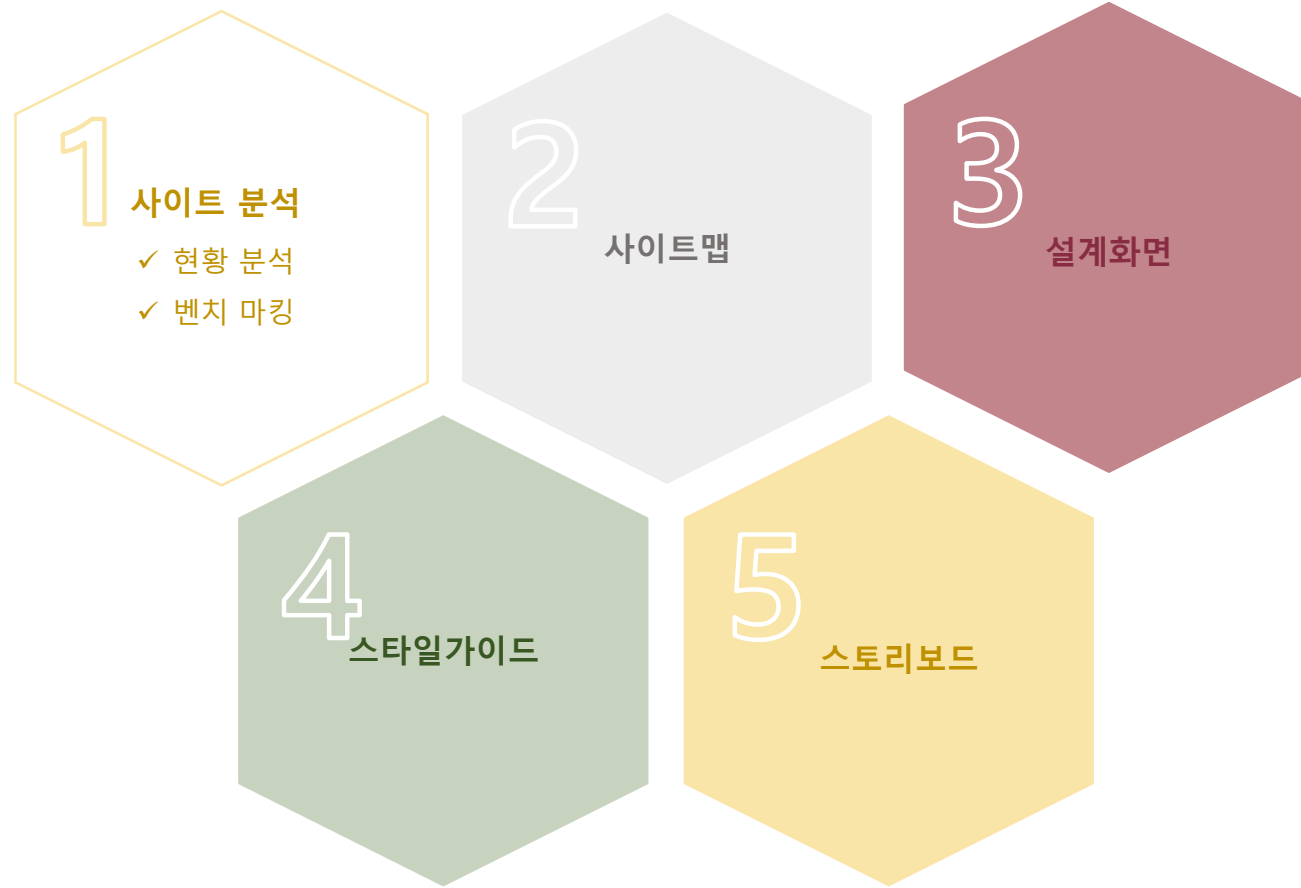 1
사이트 분석
✓ 현황 분석
✓ 벤치 마킹
2
사이트맵
3
설계화면
4
스타일가이드
5
스토리보드